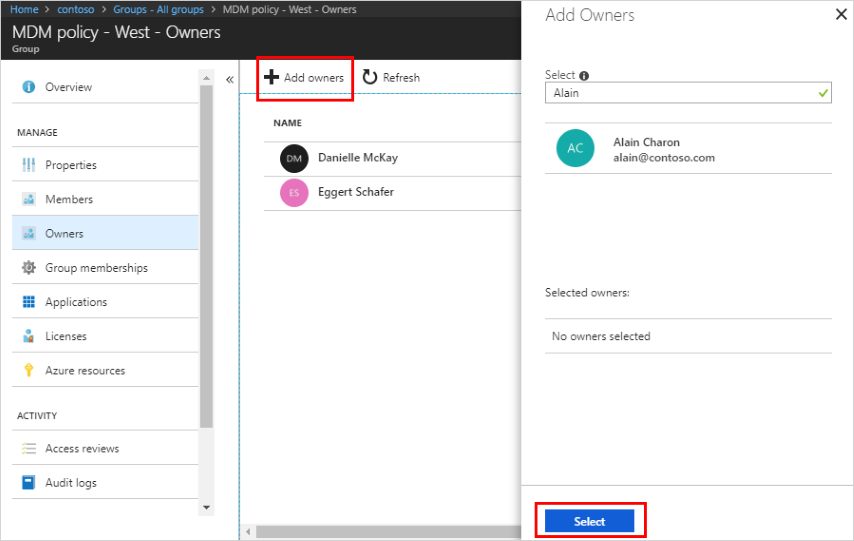 Home > contoso > Groups - All groups > MDM policy - West - Owners
MDM policy - West - Owners
Group
Overview
MANAGE
Properties
Members
Owners
Group memberships
Applications
Licenses
Azure resources
ACTIVITY
Access reviews
Audit logs
«
Add owners
Refresh
NAME
DM
Danielle McKay
ES
Eggert Schafer
Add Owners
Select
Alain
AC
Alain Charon
alain@contoso.com
Selected owners:
No owners selected
Select